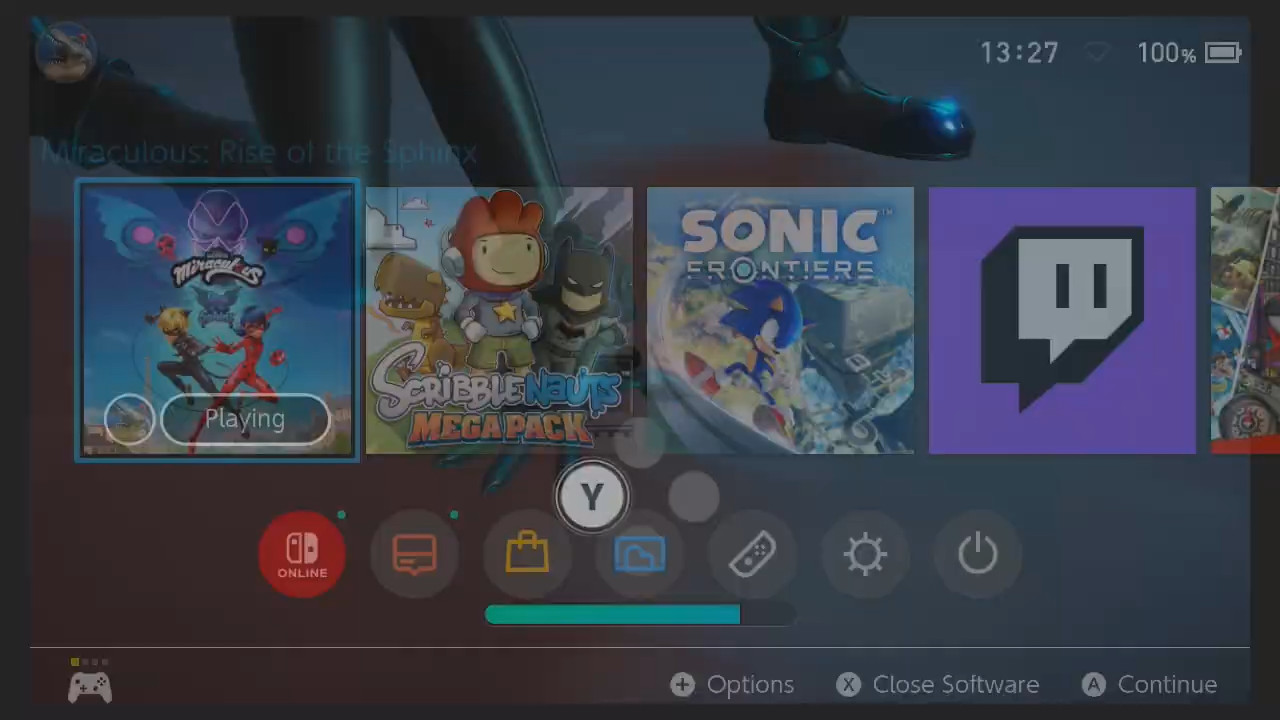 13:27
100%
Miraculous: Rise of the Sphinx
Miraculous
Playing
SCRIBBLENAUTS
MEGA PACK
SONIC
FRONTIERS
Y
ONLINE
+ Options
X Close Software
A Continue